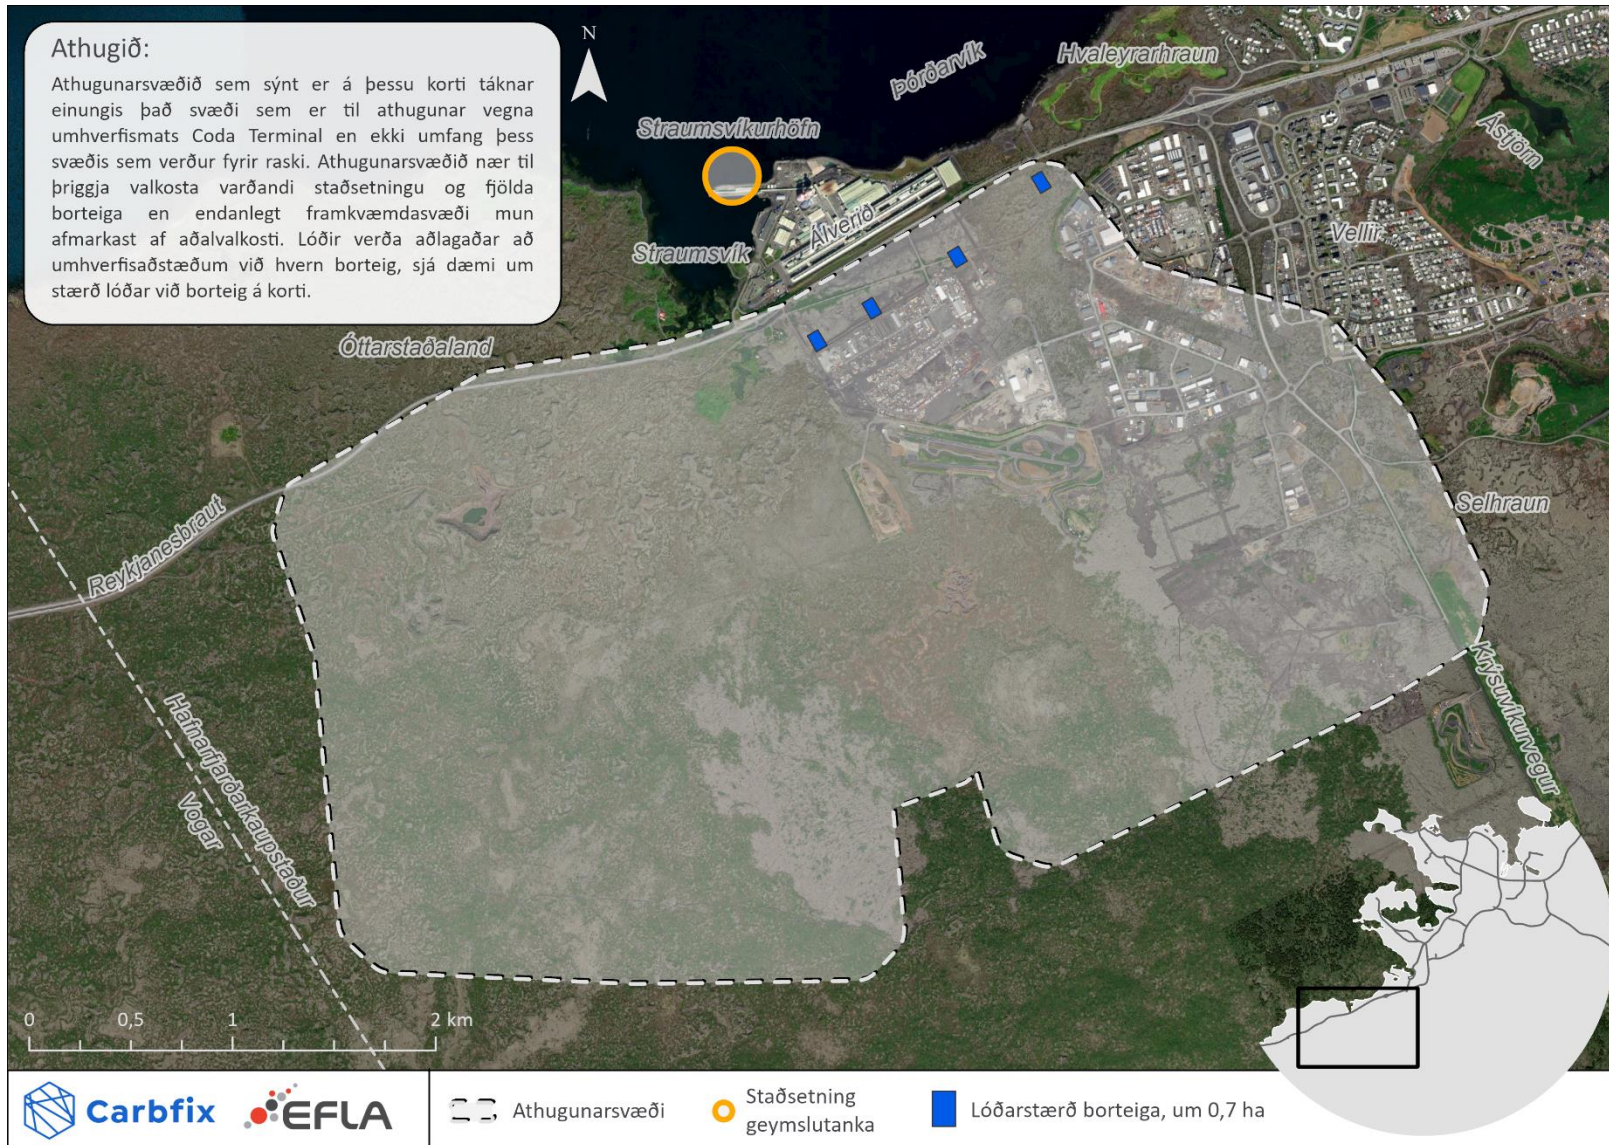 Athugið:
Athugunarsvæðið sem sýnt er á þessu korti táknar
einungis það svæði sem er til athugunar vegna
umhverfismats Coda Terminal en ekki umfang þess
svæðis sem verður fyrir raski. Athugunarsvæðið nær til
þriggja valkosta varðandi staðsetningu og fjölda
borteiga en endanlegt framkvæmdasvæði mun
afmarkast af aðalvalkosti. Lóðir verða aðlagaðar að
umhverfisaðstæðum við hvern borteig, sjá dæmi um
stærð lóðar við borteig á korti.
N
Hvaleyrarhraun
Þórðarvík
Straumsvíkurhöfn
Ástjörn
Álverið
Vellir
Straumsvík
Óttarstaðaland
Selhraun
Reykjanesbraut
Krýsuvíkurvegur
Hafnarfjarðarkaupstaður
Vogar
0 0,5 1 2 km
Carbfix
EFLA
Athugunarsvæði
Staðsetning
geymslutanka
Lóðarstærð borteiga, um 0,7 ha